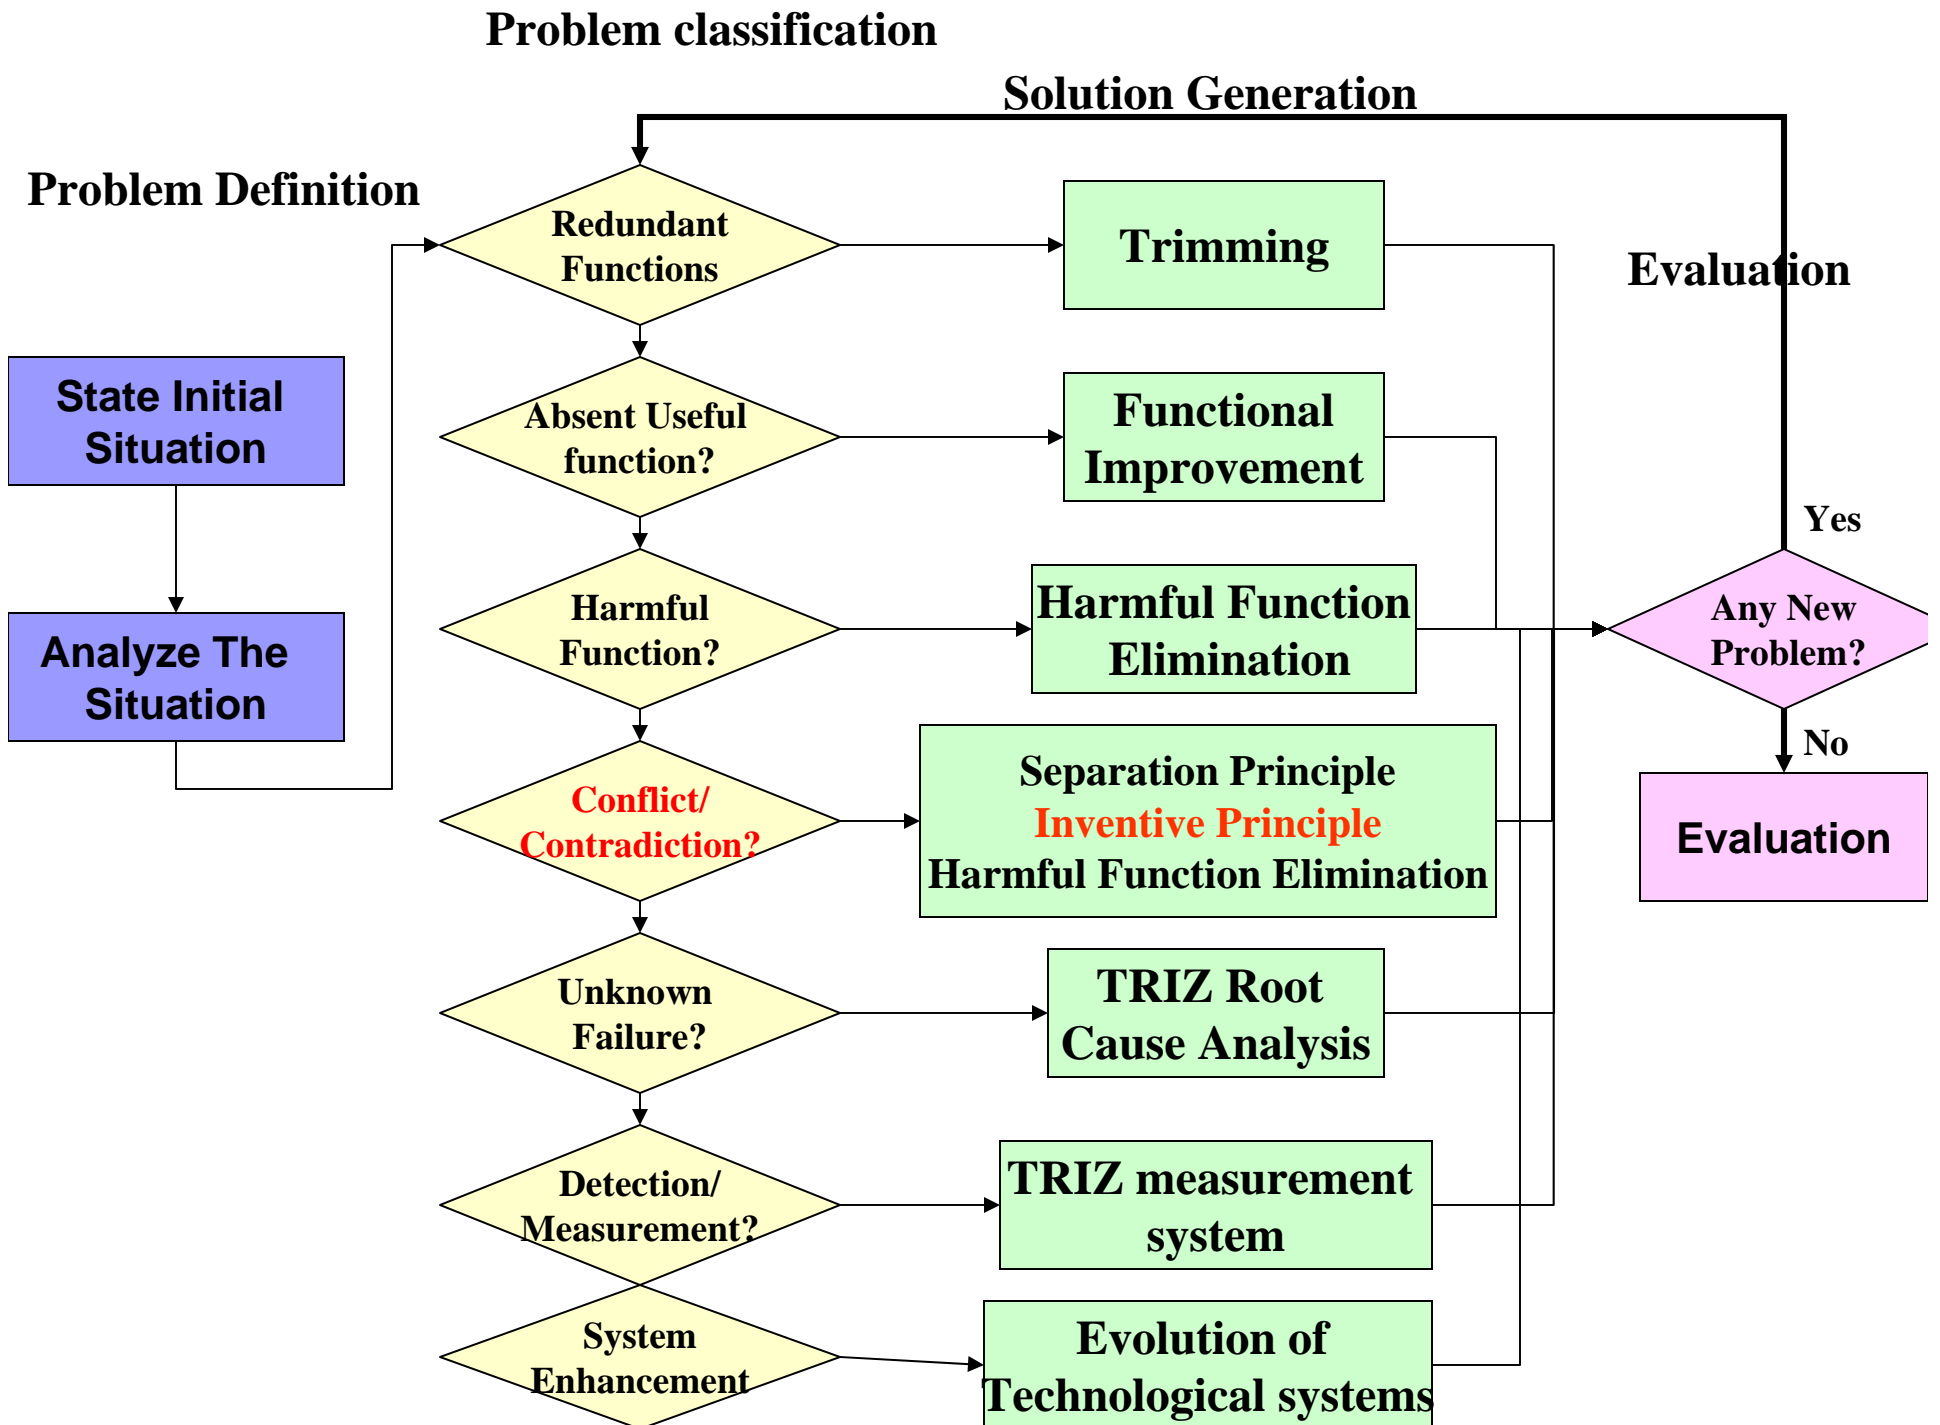 Problem classification
Solution Generation
Problem Definition
Evaluation
State Initial
Situation
Analyze The
Situation
Redundant
Functions
Trimming
Absent Useful
function?
Functional
Improvement
Harmful
Function?
Harmful Function
Elimination
Conflict/
Contradiction?
Separation Principle
Inventive Principle
Harmful Function Elimination
Unknown
Failure?
TRIZ Root
Cause Analysis
Detection/
Measurement?
TRIZ measurement
system
System
Enhancement
Evolution of
Technological systems
Yes
Any New
Problem?
No
Evaluation